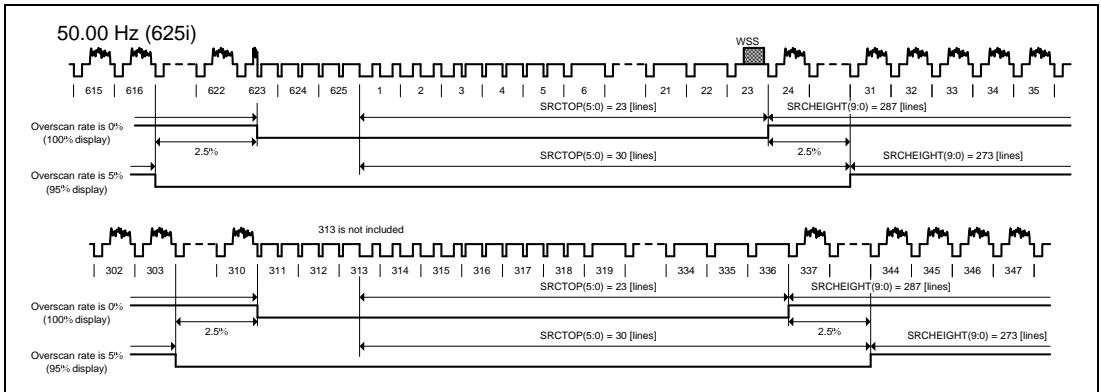 50.00 Hz (625i)
WSS
615 616 622 623 624 625 1 2 3 4 5 6 21 22 23 24 31 32 33 34 35
SRCTOP(5:0) = 23 [lines] SRCHEIGHT(9:0) = 287 [lines]
Overscan rate is 0%
(100% display)
2.5% 2.5%
SRCTOP(5:0) = 30 [lines] SRCHEIGHT(9:0) = 273 [lines]
Overscan rate is 5%
(95% display)
313 is not included
302 303 310 311 312 313 314 315 316 317 318 319 334 335 336 337 344 345 346 347
SRCTOP(5:0) = 23 [lines] SRCHEIGHT(9:0) = 287 [lines]
Overscan rate is 0%
(100% display)
2.5% 2.5%
SRCTOP(5:0) = 30 [lines] SRCHEIGHT(9:0) = 273 [lines]
Overscan rate is 5%
(95% display)